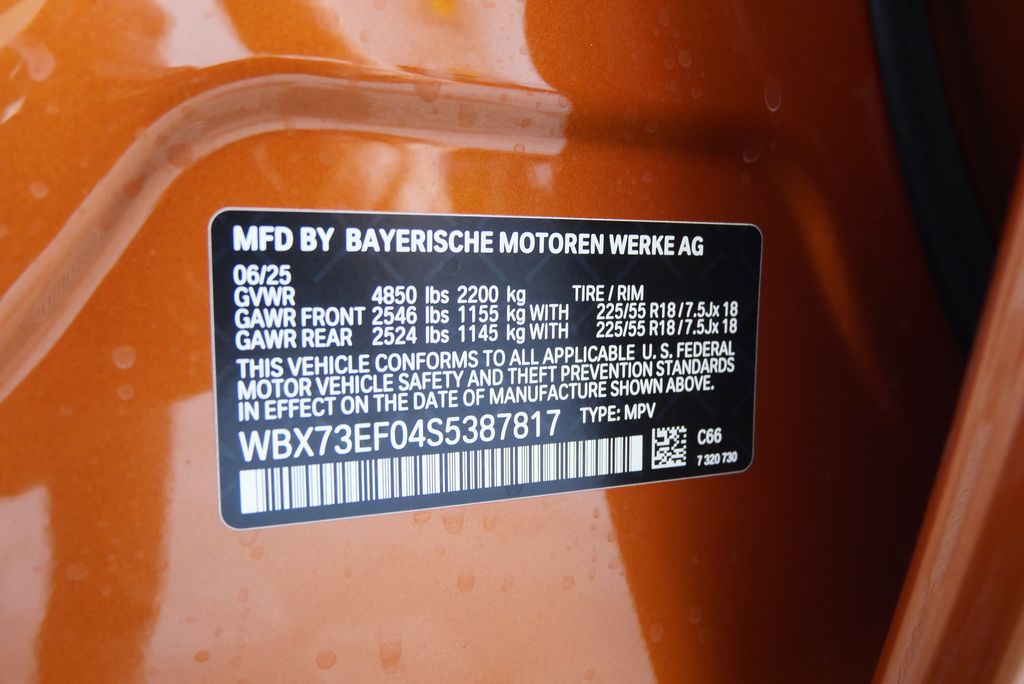 MFD BY BAYERISCHE MOTOREN WERKE AG
06/25
GVWR 4850 lbs 2200 kg TIRE / RIM
GAWR FRONT 2546 lbs 1155 kg WITH 225/55 R18 / 7.5Jx 18
GAWR REAR 2524 lbs 1145 kg WITH 225/55 R18 / 7.5Jx 18
THIS VEHICLE CONFORMS TO ALL APPLICABLE U. S. FEDERAL
MOTOR VEHICLE SAFETY AND THEFT PREVENTION STANDARDS
IN EFFECT ON THE DATE OF MANUFACTURE SHOWN ABOVE.
WBX73EF04S5387817 TYPE: MPV
C66
7 320 730